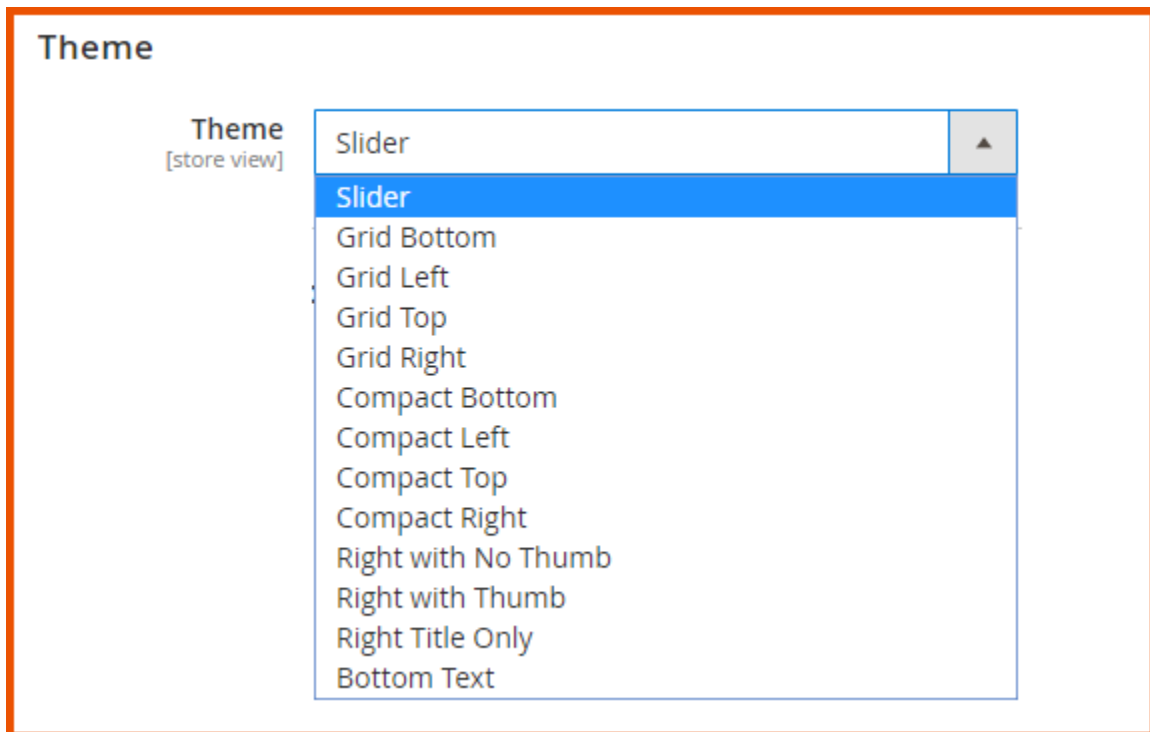 Theme
Theme
[store view]
Slider
Slider
Grid Bottom
Grid Left
Grid Top
Grid Right
Compact Bottom
Compact Left
Compact Top
Compact Right
Right with No Thumb
Right with Thumb
Right Title Only
Bottom Text